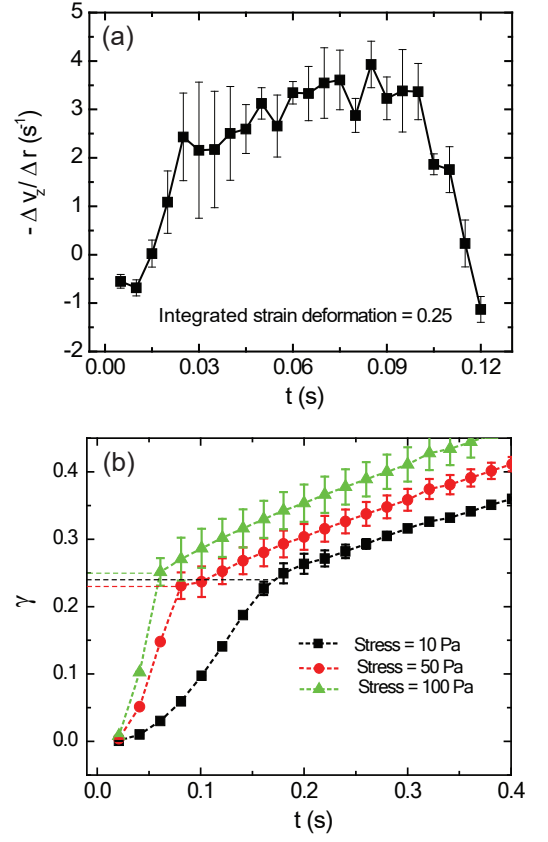 (a)
5
4
3
2
1
0
-1
-2
- Δ v_z / Δ r (s⁻¹)
Integrated strain deformation = 0.25
0.00 0.03 0.06 0.09 0.12
t (s)
(b)
0.4
0.3
0.2
0.1
0.0
γ
Stress = 10 Pa
Stress = 50 Pa
Stress = 100 Pa
0.0 0.1 0.2 0.3 0.4
t (s)